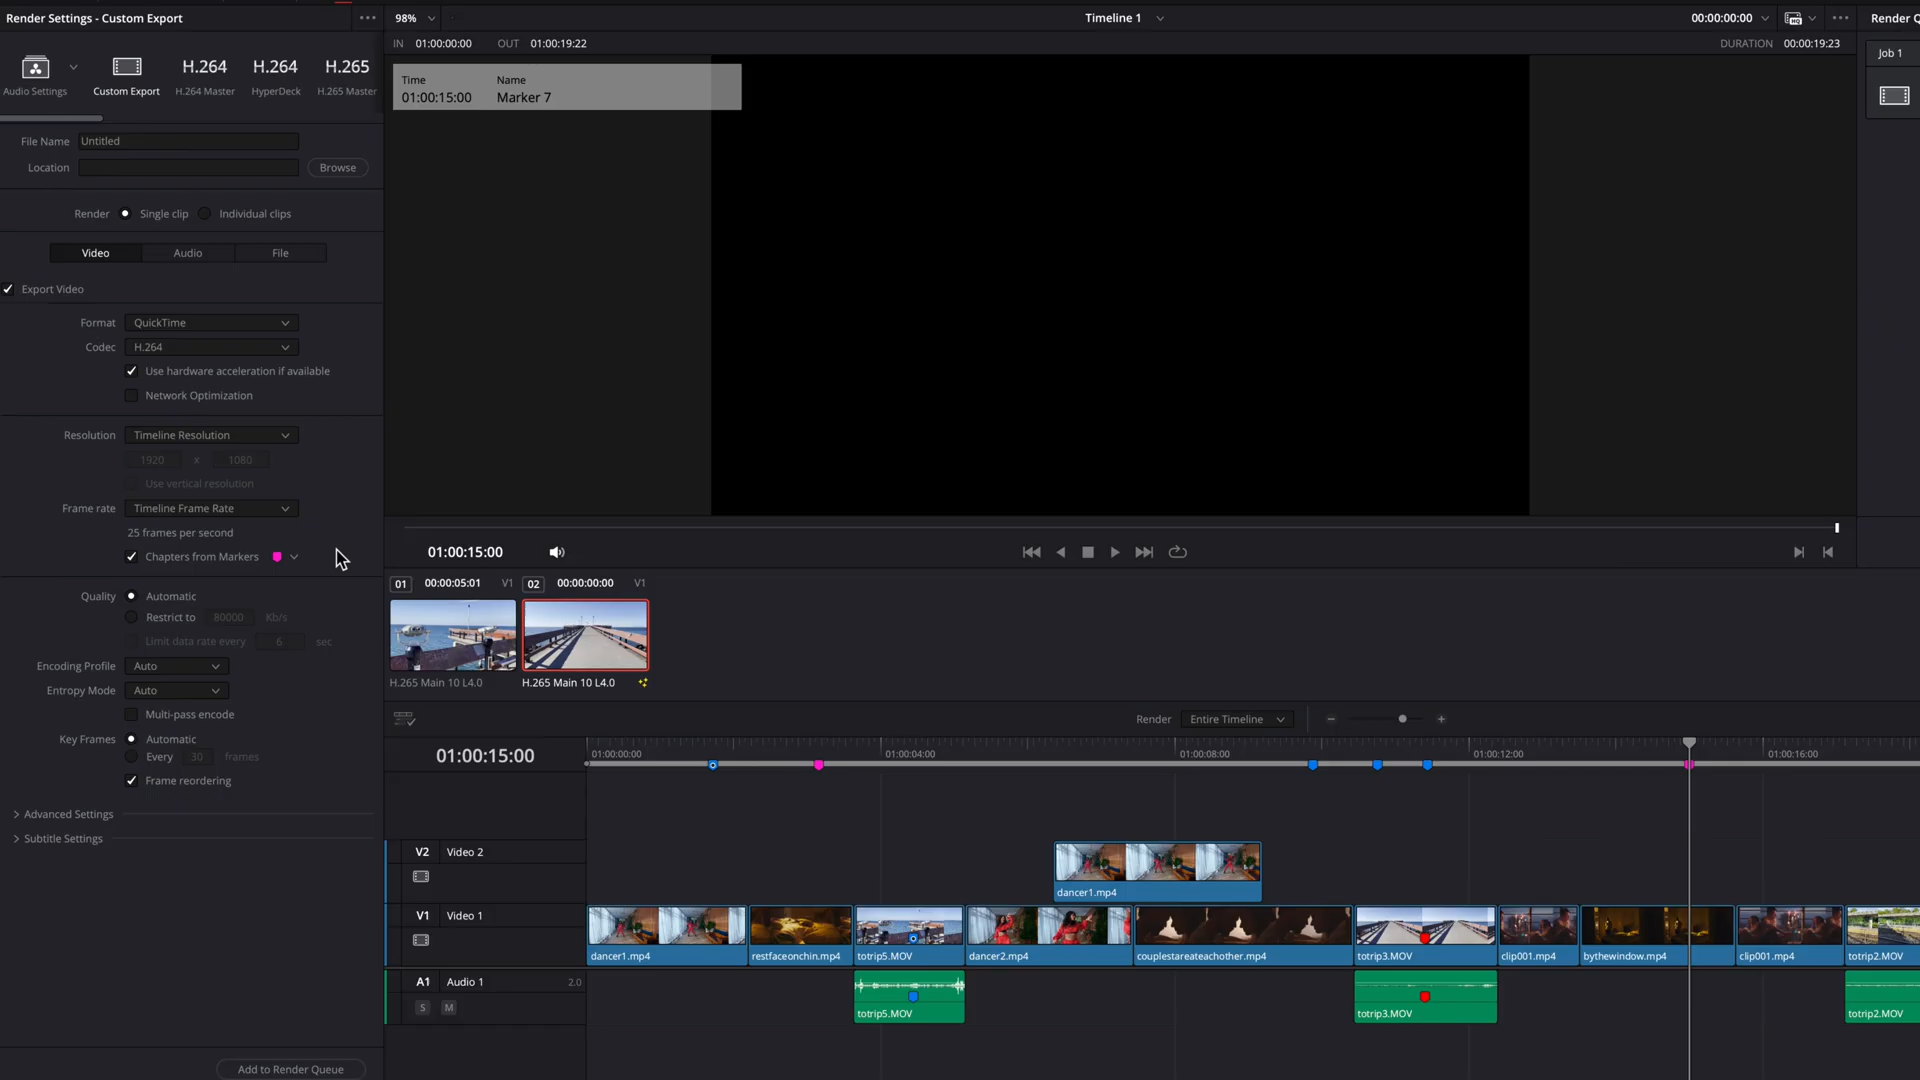 Render Settings - Custom Export
98%
Timeline 1
00:00:00:00
Render Q
IN 01:00:00:00 OUT 01:00:19:22
DURATION 00:00:19:23
Job 1
H.264
H.264
H.265
Audio Settings
Custom Export
H.264 Master
HyperDeck
H.265 Master
Time
Name
01:00:15:00
Marker 7
File Name Untitled
Location
Browse
Render Single clip Individual clips
Video
Audio
File
Export Video
Format QuickTime
Codec H.264
Use hardware acceleration if available
Network Optimization
Resolution Timeline Resolution
1920 x 1080
Use vertical resolution
Frame rate Timeline Frame Rate
25 frames per second
Chapters from Markers
Quality Automatic
Restrict to 80000 Kb/s
Limit data rate every 6 sec
Encoding Profile Auto
Entropy Mode Auto
Multi-pass encode
Key Frames Automatic
Every 30 frames
Frame reordering
Advanced Settings
Subtitle Settings
Add to Render Queue
01:00:15:00
01 00:00:05:01 V1
02 00:00:00:00 V1
H.265 Main 10 L4.0
H.265 Main 10 L4.0
Render Entire Timeline
01:00:15:00
01:00:00:00
01:00:04:00
01:00:08:00
01:00:12:00
01:00:16:00
V2 Video 2
dancer1.mp4
V1 Video 1
dancer1.mp4
restfaceonchin.mp4
totrip5.MOV
dancer2.mp4
couplestareateachother.mp4
totrip3.MOV
clip001.mp4
bythewindow.mp4
clip001.mp4
totrip2.MOV
A1 Audio 1 2.0
S M
totrip5.MOV
totrip3.MOV
totrip2.MOV